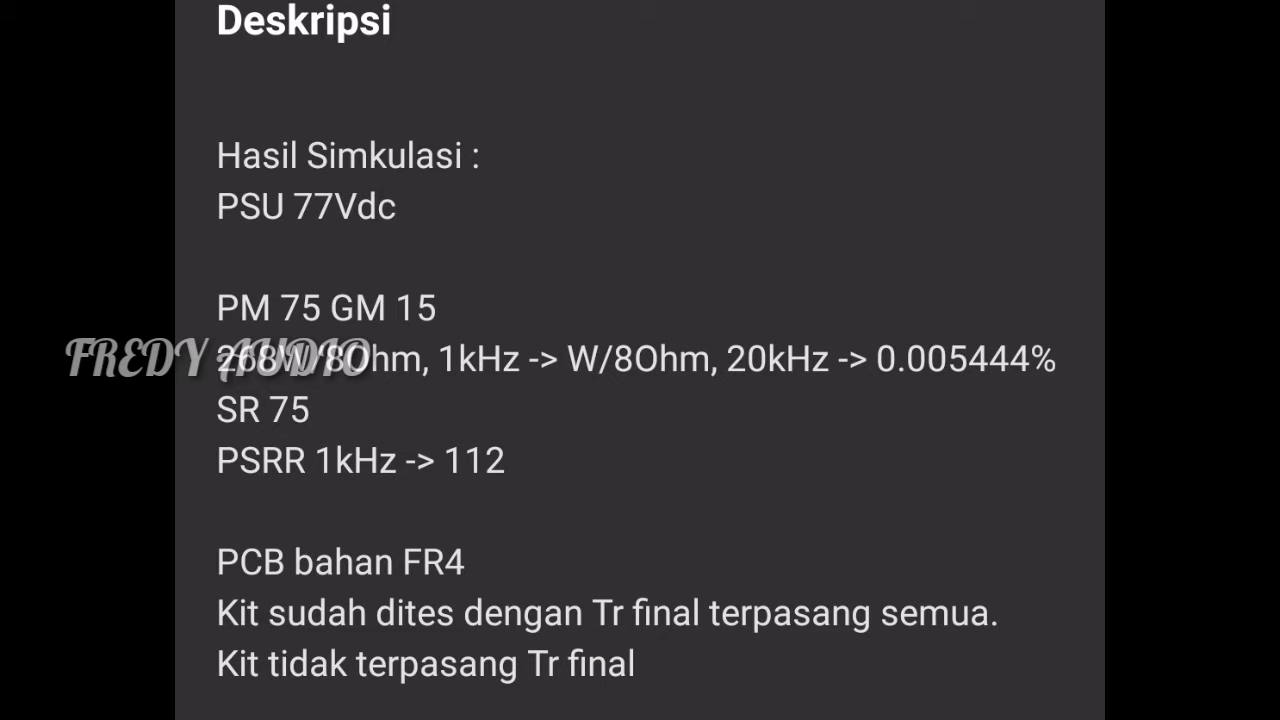 Deskripsi
Hasil Simkulasi :
PSU 77Vdc
PM 75 GM 15
268W/8Ohm, 1kHz -> W/8Ohm, 20kHz -> 0.005444%
FREDY AUDIO
SR 75
PSRR 1kHz -> 112
PCB bahan FR4
Kit sudah dites dengan Tr final terpasang semua.
Kit tidak terpasang Tr final